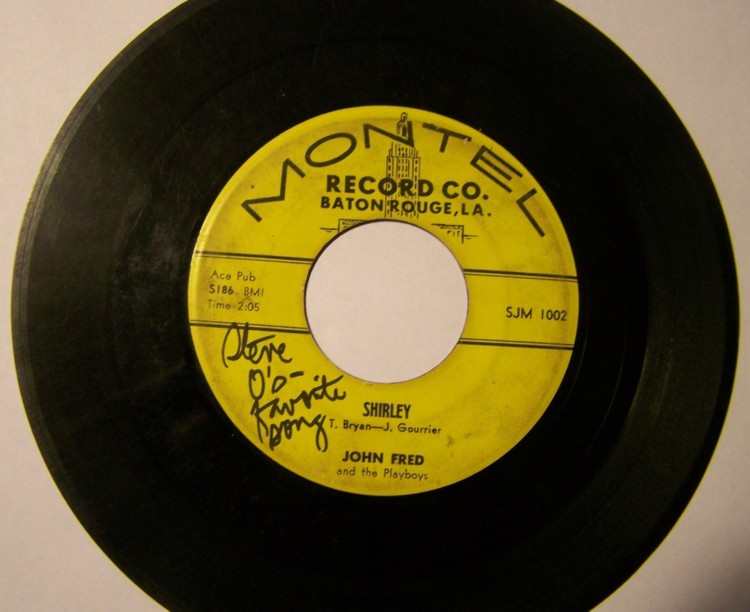 MONTEL
RECORD CO.
BATON ROUGE, LA.
Ace Pub
S186 BMI
Time 2:05
SJM 1002
Steve
O's-
favorite
song
SHIRLEY
T. Bryan—J. Gourrier
JOHN FRED
and the Playboys